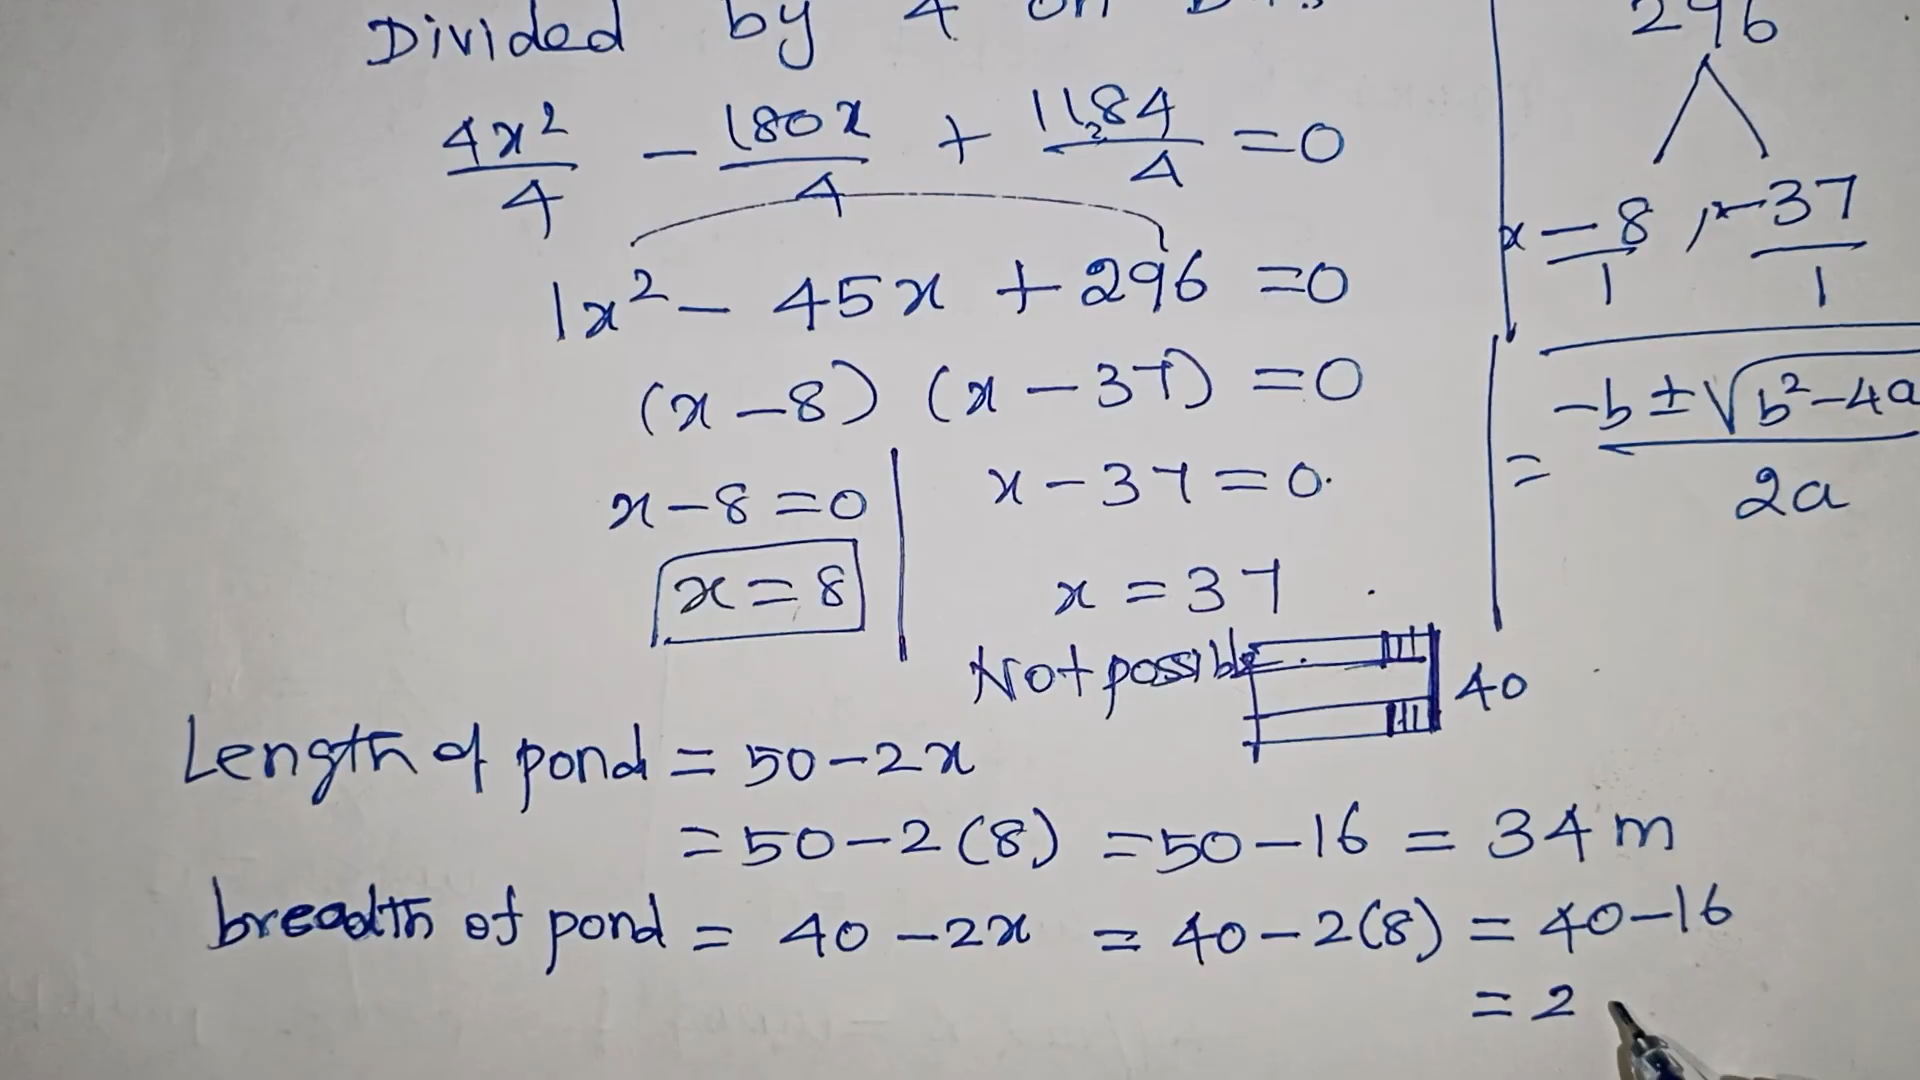 Divided by 4 on
4x²/4 - 180x/4 + 1184/4 = 0
1x² - 45x + 296 = 0
(x - 8) (x - 37) = 0
x - 8 = 0
x = 8
x - 37 = 0.
x = 37
Not possible
40
Length of pond = 50 - 2x
= 50 - 2(8) = 50 - 16 = 34 m
breadth of pond = 40 - 2x = 40 - 2(8) = 40 - 16
= 2
296
x - 8/1 , x - 37/1
= -b ± √b² - 4a
2a